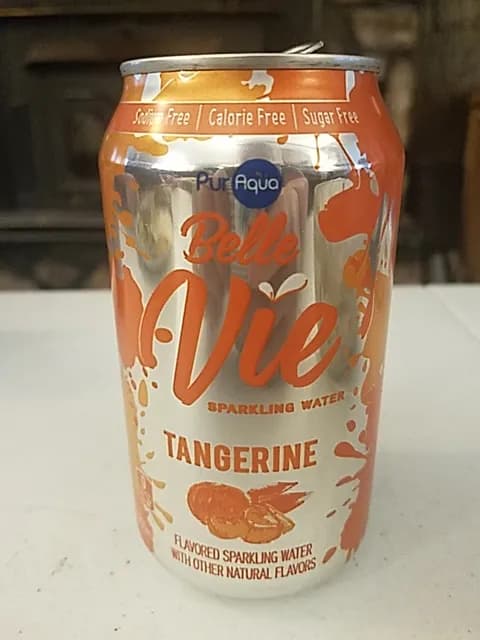 Sodium Free | Calorie Free | Sugar Free
PurAqua
Belle
Vie
SPARKLING WATER
TANGERINE
FLAVORED SPARKLING WATER
WITH OTHER NATURAL FLAVORS